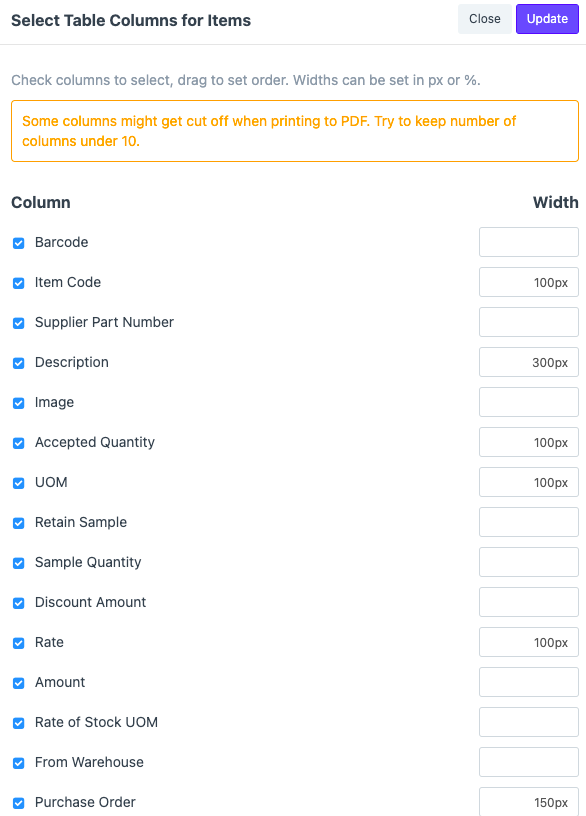 Select Table Columns for Items
Close
Update
Check columns to select, drag to set order. Widths can be set in px or %.
Some columns might get cut off when printing to PDF. Try to keep number of
columns under 10.
Column Width
Barcode
Item Code 100px
Supplier Part Number
Description 300px
Image
Accepted Quantity 100px
UOM 100px
Retain Sample
Sample Quantity
Discount Amount
Rate 100px
Amount
Rate of Stock UOM
From Warehouse
Purchase Order 150px